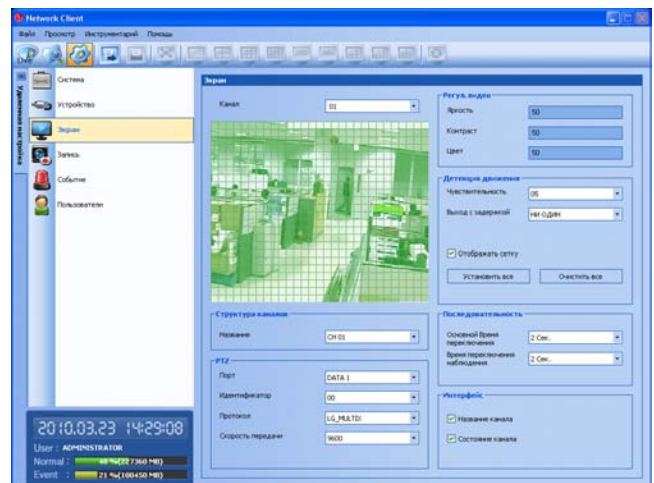 Network Client
Файл Просмотр Инструментарий Помощь
Live
Удаленная настройка
Система
Устройство
Экран
Запись
Событие
Пользователи
Экран
Канал 01
Структура каналов
Название CH 01
PTZ
Порт DATA 1
Идентификатор 00
Протокол LG_MULTIX
Скорость передачи 9600
Регул. видео
Яркость 50
Контраст 50
Цвет 50
Детекция движения
Чувствительность 05
Выход с задержкой НИ ОДИН
Отображать сетку
Установить все Очистить все
Последовательность
Основной Время переключения 2 Сек.
Время переключения наблюдения 2 Сек.
Интерфейс
Название канала
Состояние канала
2010.03.23 14:29:08
User : ADMINISTRATOR
Normal : 48 %(227360 MB)
Event : 21 %(100450 MB)